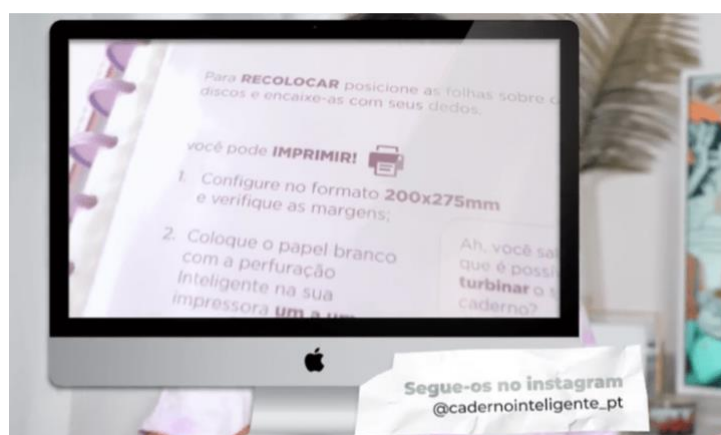 Para RECOLOCAR posicione as folhas sobre
discos e encaixe-as com seus dedos.
você pode IMPRIMIR!
1. Configure no formato 200x275mm
e verifique as margens;
2. Coloque o papel branco
com a perfuração
Inteligente na sua
impressora um a um
Ah, você
que é
turbinar o
caderno?
Segue-os no instagram
@cadernointeligente_pt